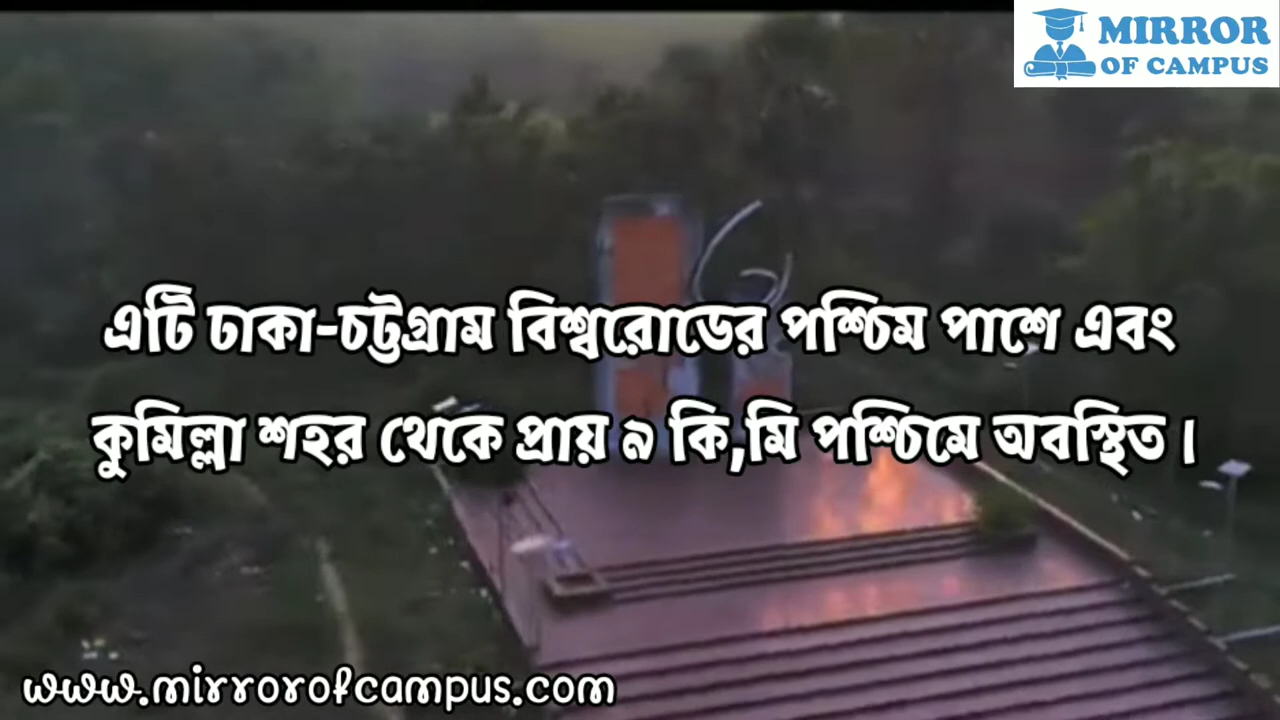 MIRROR
OF CAMPUS
এটি ঢাকা-চট্টগ্রাম বিশ্বরোডের পশ্চিম পাশে এবং
কুমিল্লা শহর থেকে প্রায় ৯ কি,মি পশ্চিমে অবস্থিত।
www.mirrorofcampus.com